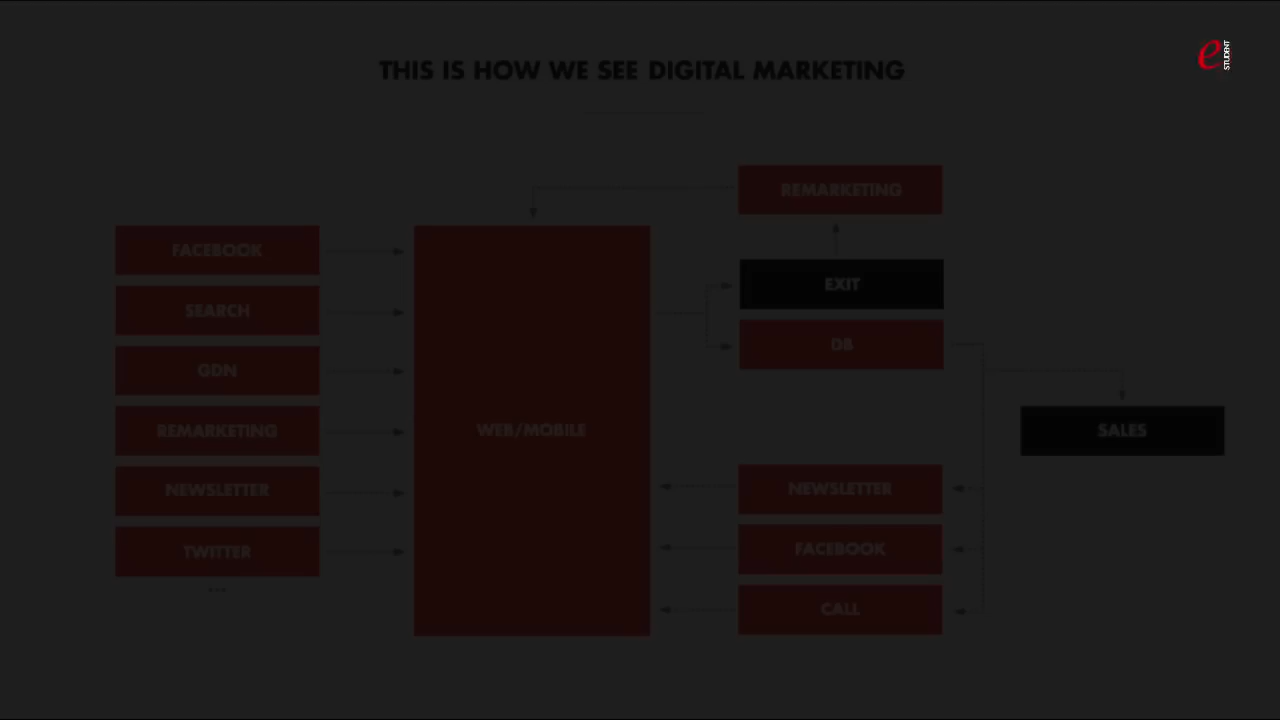 THIS IS HOW WE SEE DIGITAL MARKETING
e STUDENT
FACEBOOK
SEARCH
GDN
REMARKETING
NEWSLETTER
TWITTER
...
WEB/MOBILE
REMARKETING
EXIT
DB
NEWSLETTER
FACEBOOK
CALL
SALES